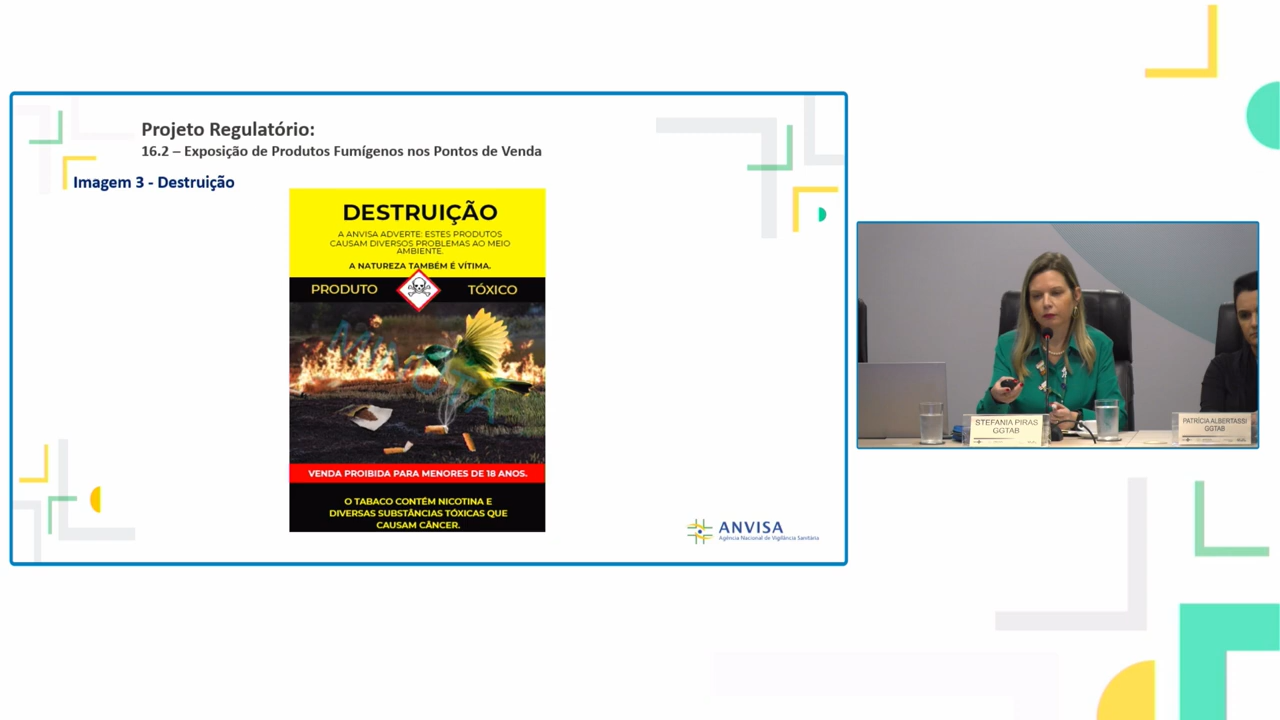 Projeto Regulatório:
16.2 – Exposição de Produtos Fumígenos nos Pontos de Venda
Imagem 3 - Destruição
DESTRUIÇÃO
A ANVISA ADVERTE: ESTES PRODUTOS
CAUSAM DIVERSOS PROBLEMAS AO MEIO
AMBIENTE.
A NATUREZA TAMBÉM É VÍTIMA.
PRODUTO TÓXICO
VENDA PROIBIDA PARA MENORES DE 18 ANOS.
O TABACO CONTÉM NICOTINA E
DIVERSAS SUBSTÂNCIAS TÓXICAS QUE
CAUSAM CÂNCER.
ANVISA
Agência Nacional de Vigilância Sanitária
STEFANIA PIRAS
GGTAB
PATRÍCIA ALBERTASSI
GGTAB